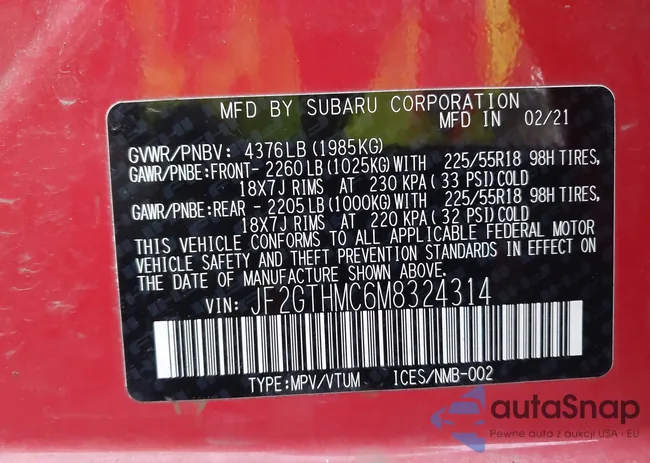 MFD BY SUBARU CORPORATION
MFD IN 02/21
GVWR/PNBV: 4376LB(1985KG)
GAWR/PNBE:FRONT- 2260LB(1025KG)WITH 225/55R18 98H TIRES,
18X7J RIMS AT 230 KPA( 33 PSI)COLD
GAWR/PNBE:REAR - 2205LB(1000KG)WITH 225/55R18 98H TIRES,
18X7J RIMS AT 220 KPA( 32 PSI)COLD
THIS VEHICLE CONFORMS TO ALL APPLICABLE FEDERAL MOTOR
VEHICLE SAFETY AND THEFT PREVENTION STANDARDS IN EFFECT ON
THE DATE OF MANUFACTURE SHOWN ABOVE.
VIN: JF2GTHMC6M8324314
TYPE:MPV/VTUM ICES/NMB-002
autaSnap
Pewne auta z aukcji USA - EU